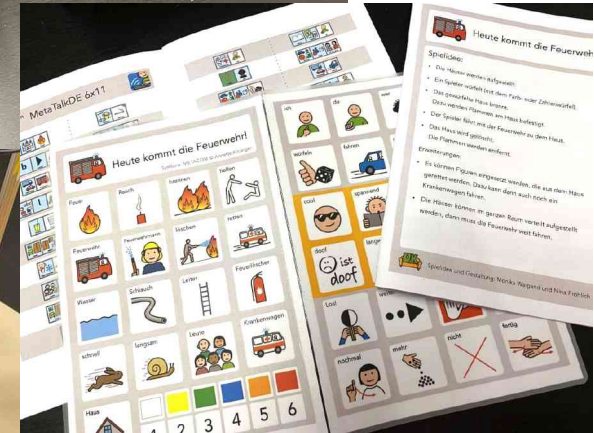 MetaTalkDE 6x11
Heute kommt die Feuerwehr!
Feuer
Rauch
brennen
helfen
Feuerwehr
Feuerwehrmann
löschen
retten
Wasser
Schlauch
Leiter
Feuerlöscher
schnell
langsam
Leute
Krankenwagen
Haus
1 2 3 4 5 6
ich
du
würfeln
fahren
cool
spannend
doof
ist
doof
Los!
nochmal
mehr
nicht
fertig
Heute kommt die Feuerweh
Spielidee:
• Die Häuser werden aufgestellt.
• Ein Spieler würfelt (mit dem Farb- oder Zahlenwürfel).
• Das gewürfelte Haus brennt.
Dazu werden Flammen am Haus befestigt.
• Der Spieler fährt mit der Feuerwehr zu dem Haus.
• Das Haus wird gelöscht.
Die Flammen werden entfernt.
Erweiterungen:
• Es können Figuren eingesetzt werden, die aus dem Haus
gerettet werden. Dazu kann dann auch noch ein
Krankenwagen fahren.
• Die Häuser können im ganzen Raum verteilt aufgestellt
werden, dann muss die Feuerwehr weit fahren.
Spielidee und Gestaltung: Monika Waigand und Nina Fröhlich